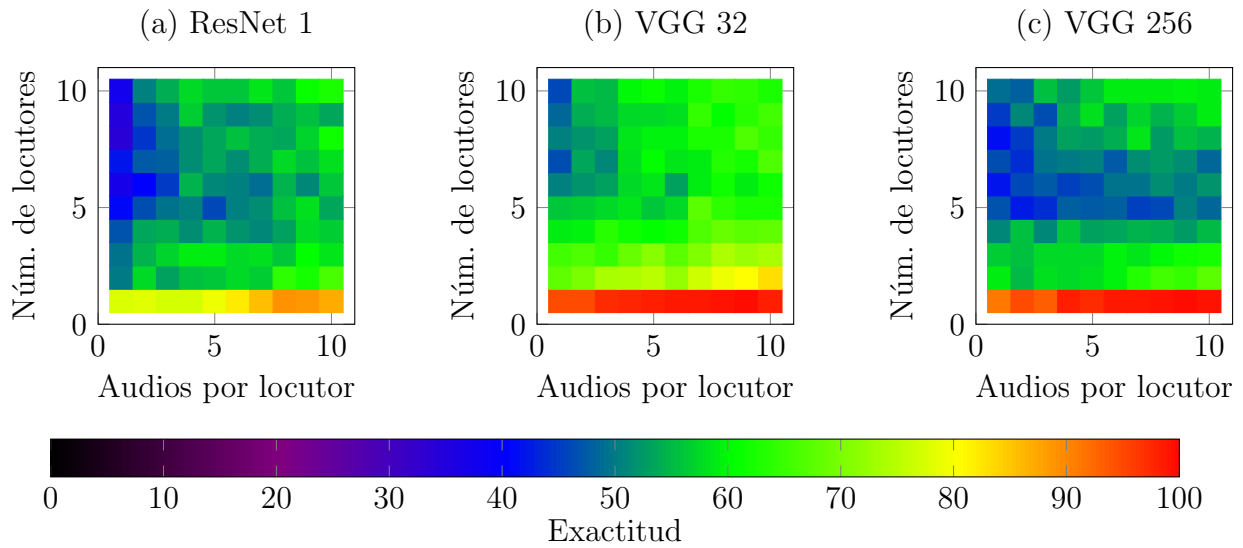 (a) ResNet 1
(b) VGG 32
(c) VGG 256
Núm. de locutores
10
5
0
0 5 10
Audios por locutor
Núm. de locutores
10
5
0
0 5 10
Audios por locutor
Núm. de locutores
10
5
0
0 5 10
Audios por locutor
0 10 20 30 40 50 60 70 80 90 100
Exactitud